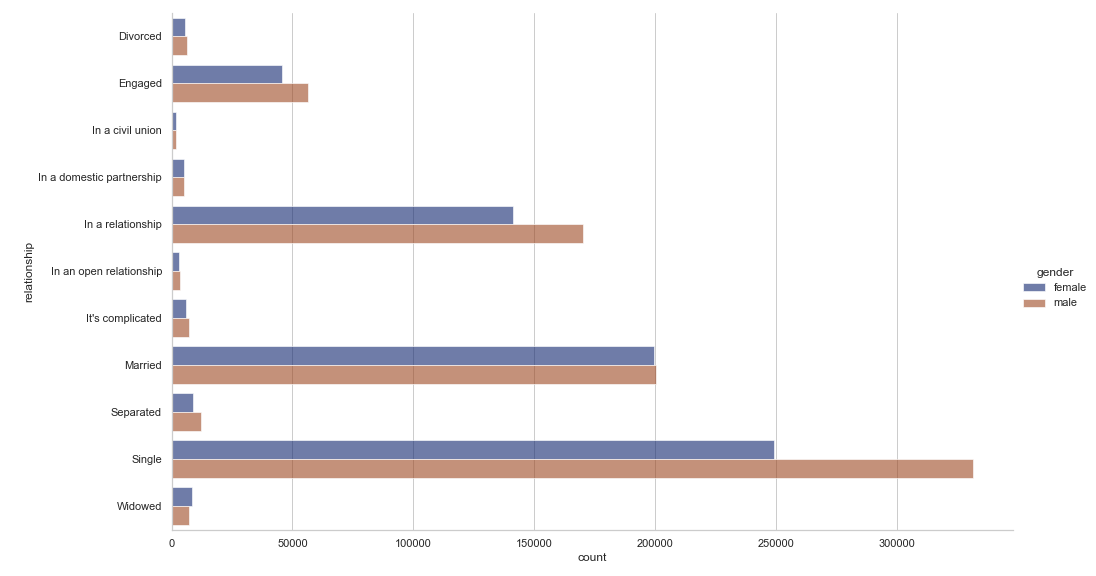 Divorced
Engaged
In a civil union
In a domestic partnership
In a relationship
In an open relationship
It's complicated
Married
Separated
Single
Widowed
relationship
0 50000 100000 150000 200000 250000 300000
count
gender
female
male